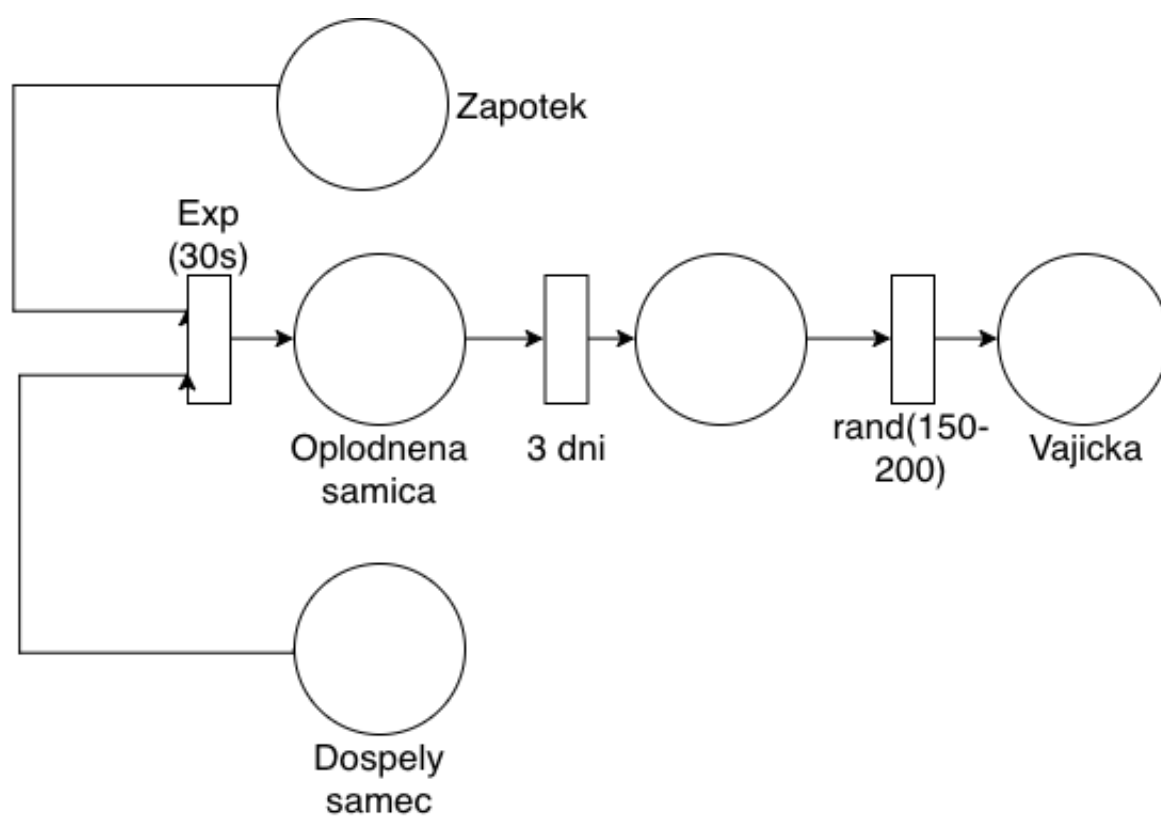 Zapotek
Exp
(30s)
Oplodnena
samica
3 dni
rand(150-
200)
Vajicka
Dospely
samec